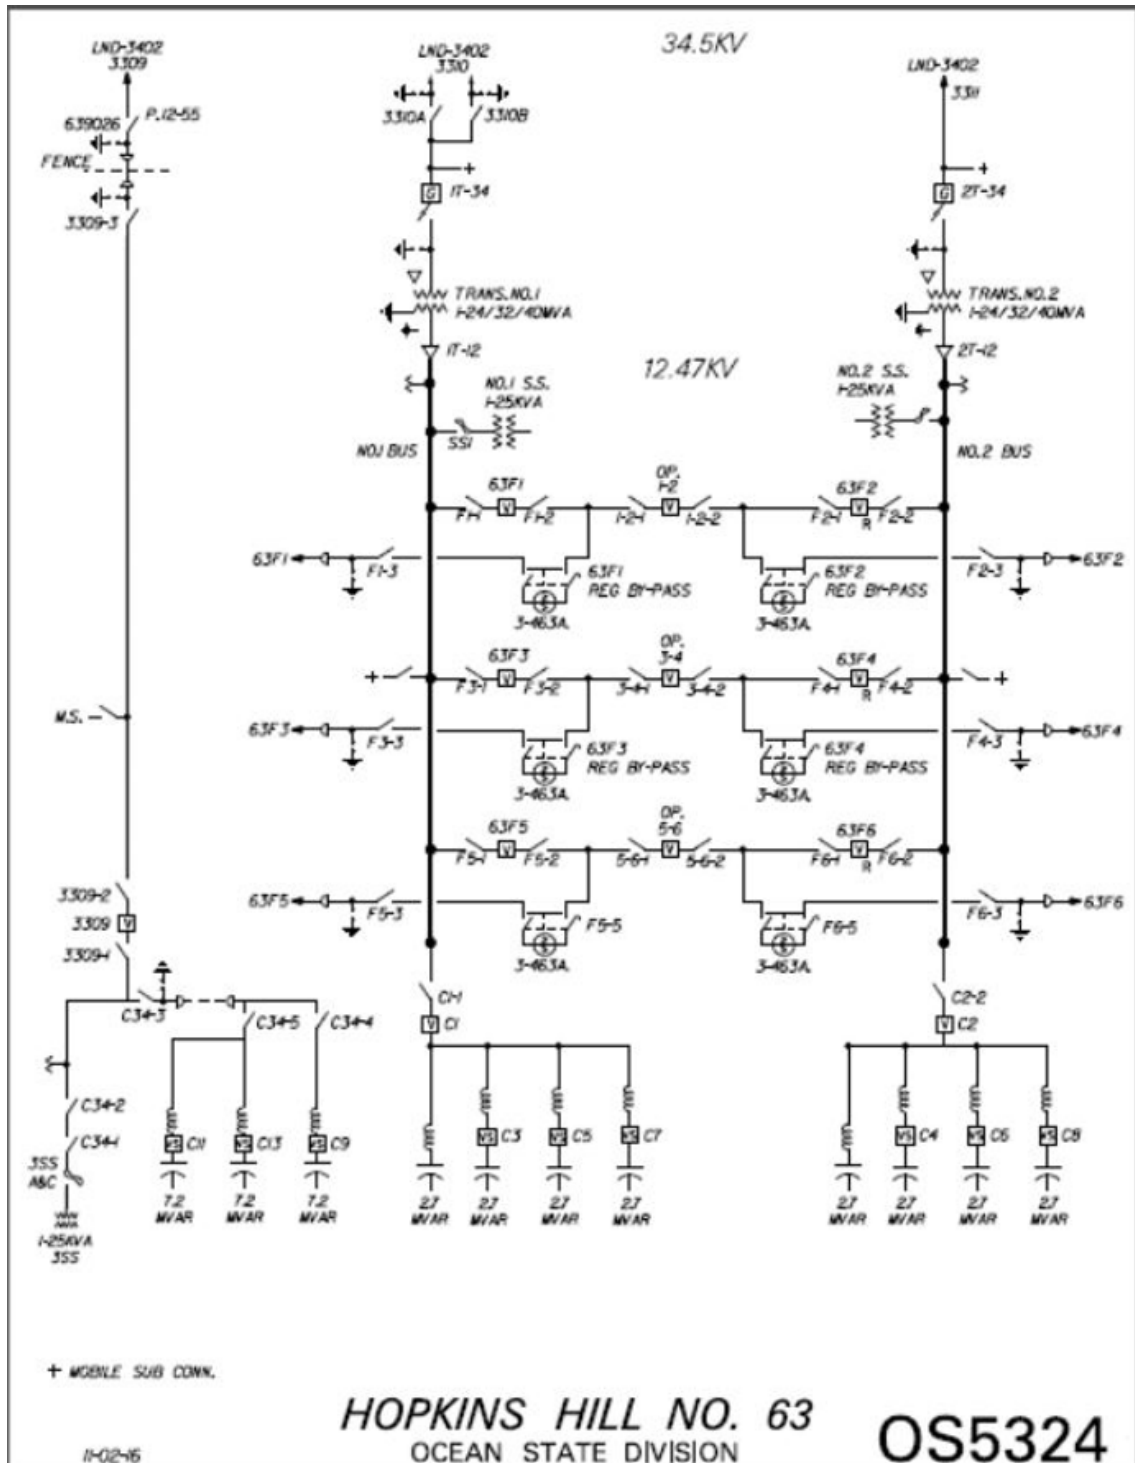 34.5KV
LND-3402
3309
LND-3402
3310
LND-3402
3311
639026
P.12-55
3310A
3310B
FENCE
3309-3
G
1T-34
G
2T-34
TRANS.NO.1
1-24/32/40MVA
TRANS.NO.2
1-24/32/40MVA
1T-12
2T-12
12.47KV
NO.1 S.S.
1-25KVA
NO.2 S.S.
1-25KVA
SS1
NO.1 BUS
NO.2 BUS
63F1
OP.
1-2
63F2
F1-1
V
F1-2
1-2-1
V
1-2-2
F2-1
V
R
F2-2
63F1
F1-3
63F1
REG BY-PASS
3-463A.
63F2
REG BY-PASS
3-463A.
F2-3
63F2
63F3
OP.
3-4
63F4
F3-1
V
F3-2
3-4-1
V
3-4-2
F4-1
V
R
F4-2
M.S.
63F3
F3-3
63F3
REG BY-PASS
3-463A.
63F4
REG BY-PASS
3-463A.
F4-3
63F4
63F5
OP.
5-6
63F6
F5-1
V
F5-2
5-6-1
V
5-6-2
F6-1
V
R
F6-2
63F5
F5-3
F5-5
3-463A.
F6-5
3-463A.
F6-3
63F6
3309-2
3309
V
3309-1
C34-3
C34-5
C34-4
C1-1
V
C1
C2-2
V
C2
C34-2
C34-1
3SS
A&C
1-25KVA
3SS
VS
C11
VS
C13
VS
C9
VS
C3
VS
C5
VS
C7
VS
C4
VS
C6
VS
C8
7.2
MVAR
7.2
MVAR
7.2
MVAR
2.7
MVAR
2.7
MVAR
2.7
MVAR
2.7
MVAR
2.7
MVAR
2.7
MVAR
2.7
MVAR
2.7
MVAR
+ MOBILE SUB CONN.
HOPKINS HILL NO. 63
OCEAN STATE DIVISION
OS5324
11-02-16